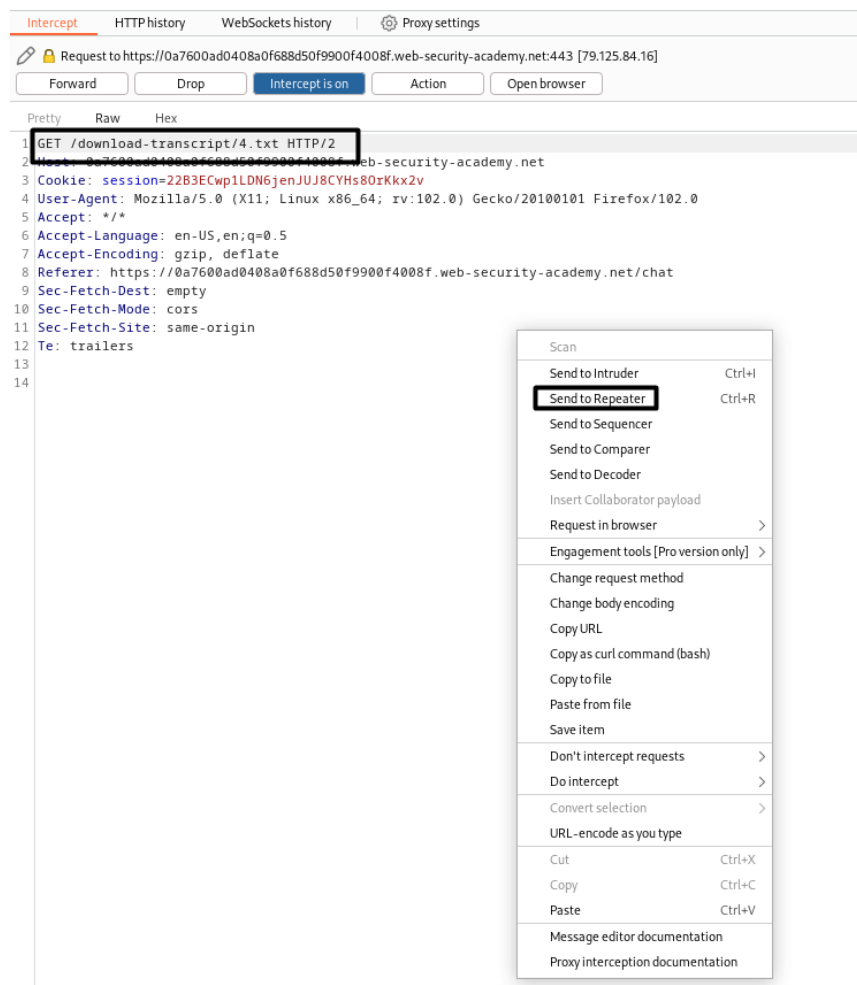 Intercept HTTP history WebSockets history Proxy settings
Request to https://0a7600ad0408a0f688d50f9900f4008f.web-security-academy.net:443 [79.125.84.16]
Forward Drop Intercept is on Action Open browser
Pretty Raw Hex
1 GET /download-transcript/4.txt HTTP/2
2 Host: 0a7600ad0408a0f688d50f9900f4008f.web-security-academy.net
3 Cookie: session=22B3ECwp1LDN6jenJUJ8CYHs8OrKkx2v
4 User-Agent: Mozilla/5.0 (X11; Linux x86_64; rv:102.0) Gecko/20100101 Firefox/102.0
5 Accept: */*
6 Accept-Language: en-US,en;q=0.5
7 Accept-Encoding: gzip, deflate
8 Referer: https://0a7600ad0408a0f688d50f9900f4008f.web-security-academy.net/chat
9 Sec-Fetch-Dest: empty
10 Sec-Fetch-Mode: cors
11 Sec-Fetch-Site: same-origin
12 Te: trailers
13
14
Scan
Send to Intruder Ctrl+I
Send to Repeater Ctrl+R
Send to Sequencer
Send to Comparer
Send to Decoder
Insert Collaborator payload
Request in browser
Engagement tools [Pro version only]
Change request method
Change body encoding
Copy URL
Copy as curl command (bash)
Copy to file
Paste from file
Save item
Don't intercept requests
Do intercept
Convert selection
URL-encode as you type
Cut Ctrl+X
Copy Ctrl+C
Paste Ctrl+V
Message editor documentation
Proxy interception documentation